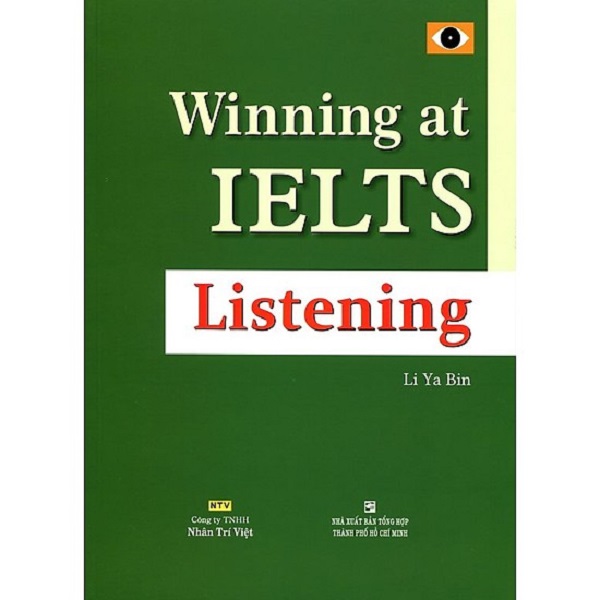 Winning at
IELTS
Listening
Li Ya Bin
NTV
Công ty TNHH
Nhân Trí Việt
NHÀ XUẤT BẢN TỔNG HỢP
THÀNH PHỐ HỒ CHÍ MINH